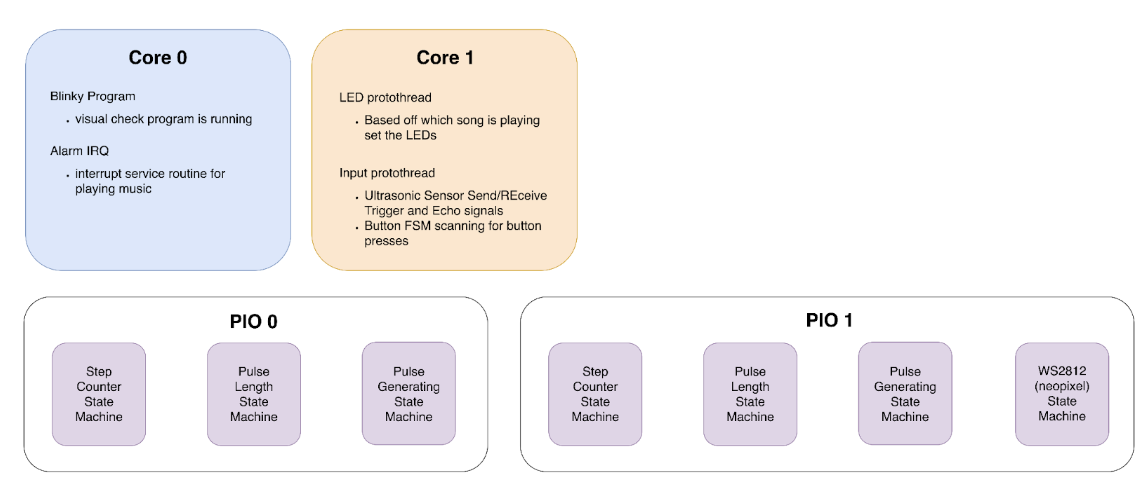 Core 0
Blinky Program
• visual check program is running
Alarm IRQ
• interrupt service routine for
playing music
Core 1
LED protothread
• Based off which song is playing
set the LEDs
Input protothread
• Ultrasonic Sensor Send/REceive
Trigger and Echo signals
• Button FSM scanning for button
presses
PIO 0
Step
Counter
State
Machine
Pulse
Length
State
Machine
Pulse
Generating
State
Machine
PIO 1
Step
Counter
State
Machine
Pulse
Length
State
Machine
Pulse
Generating
State
Machine
WS2812
(neopixel)
State
Machine